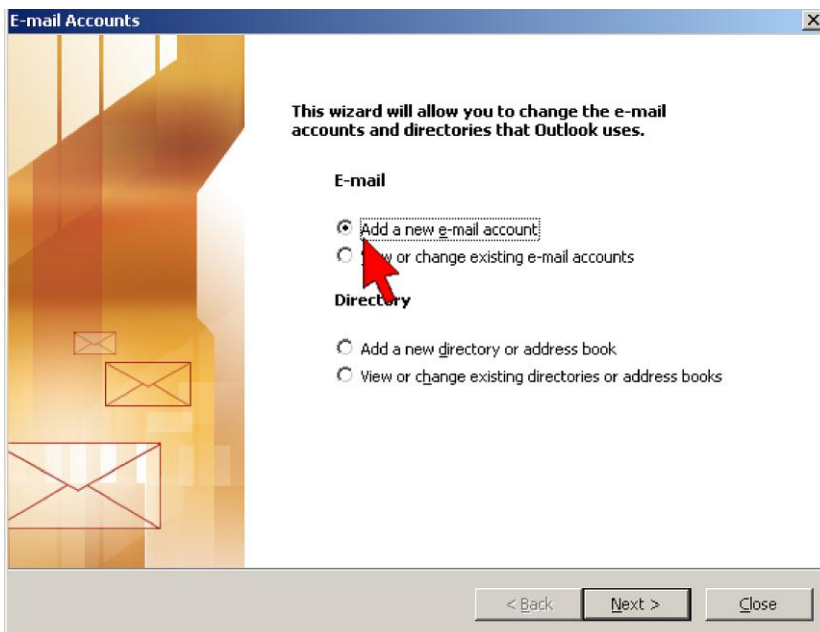 E-mail Accounts
This wizard will allow you to change the e-mail
accounts and directories that Outlook uses.
E-mail
Add a new e-mail account
or change existing e-mail accounts
Directory
Add a new directory or address book
View or change existing directories or address books
< Back Next > Close